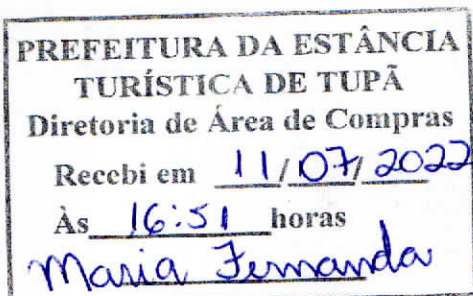 PREFEITURA DA ESTÂNCIA
TURÍSTICA DE TUPÃ
Diretoria de Área de Compras
Recebi em 11/07/2022
Às 16:51 horas
Maria Fernanda